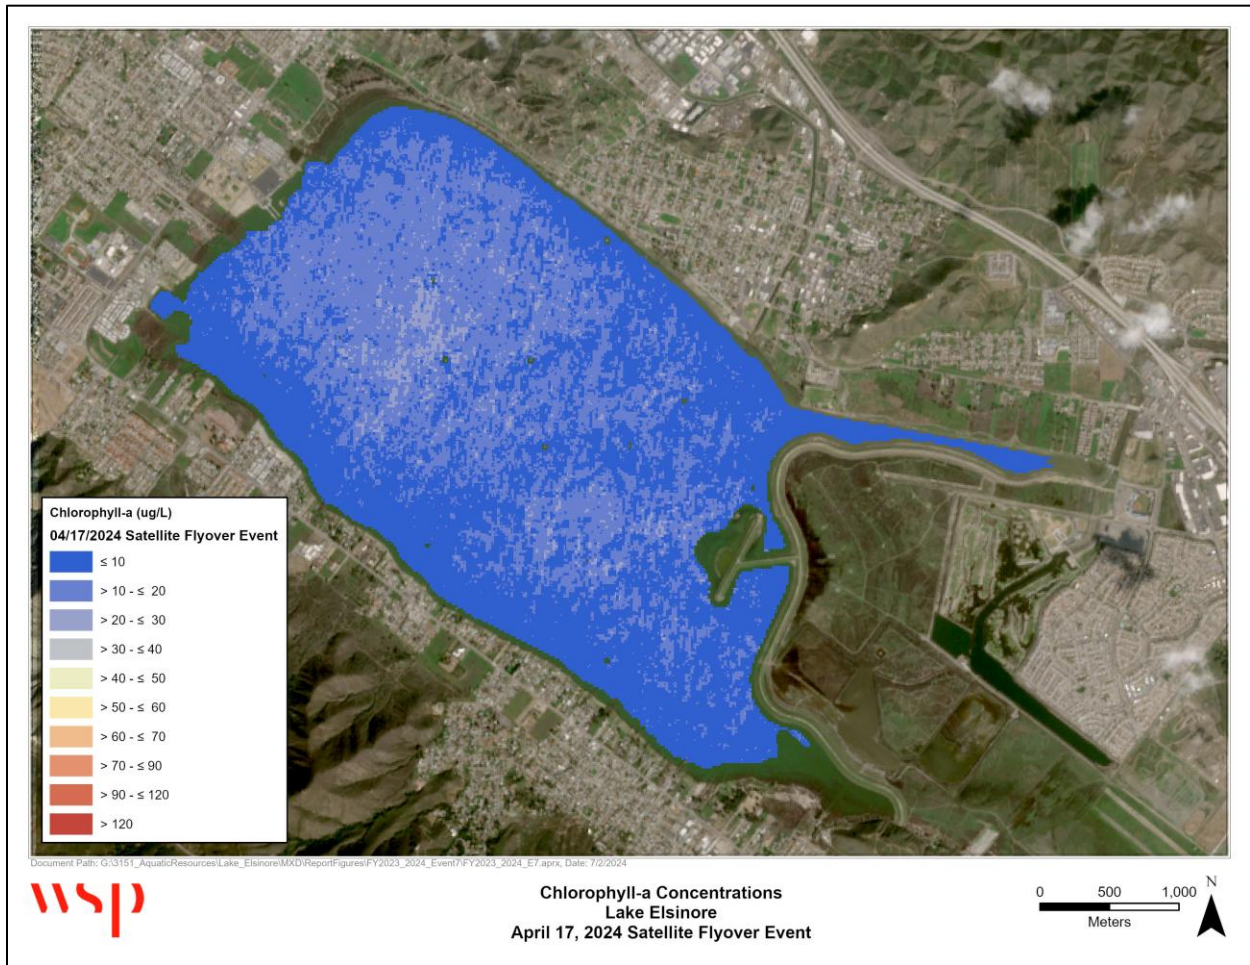 Chlorophyll-a (ug/L)
04/17/2024 Satellite Flyover Event
≤ 10
> 10 - ≤ 20
> 20 - ≤ 30
> 30 - ≤ 40
> 40 - ≤ 50
> 50 - ≤ 60
> 60 - ≤ 70
> 70 - ≤ 90
> 90 - ≤ 120
> 120
Document Path: G:\3151_AquaticResources\Lake_Elsinore\MXD\ReportFigures\FY2023_2024_Event7\FY2023_2024_E7.aprx, Date: 7/2/2024
wsp
Chlorophyll-a Concentrations
Lake Elsinore
April 17, 2024 Satellite Flyover Event
0 500 1,000
Meters
N